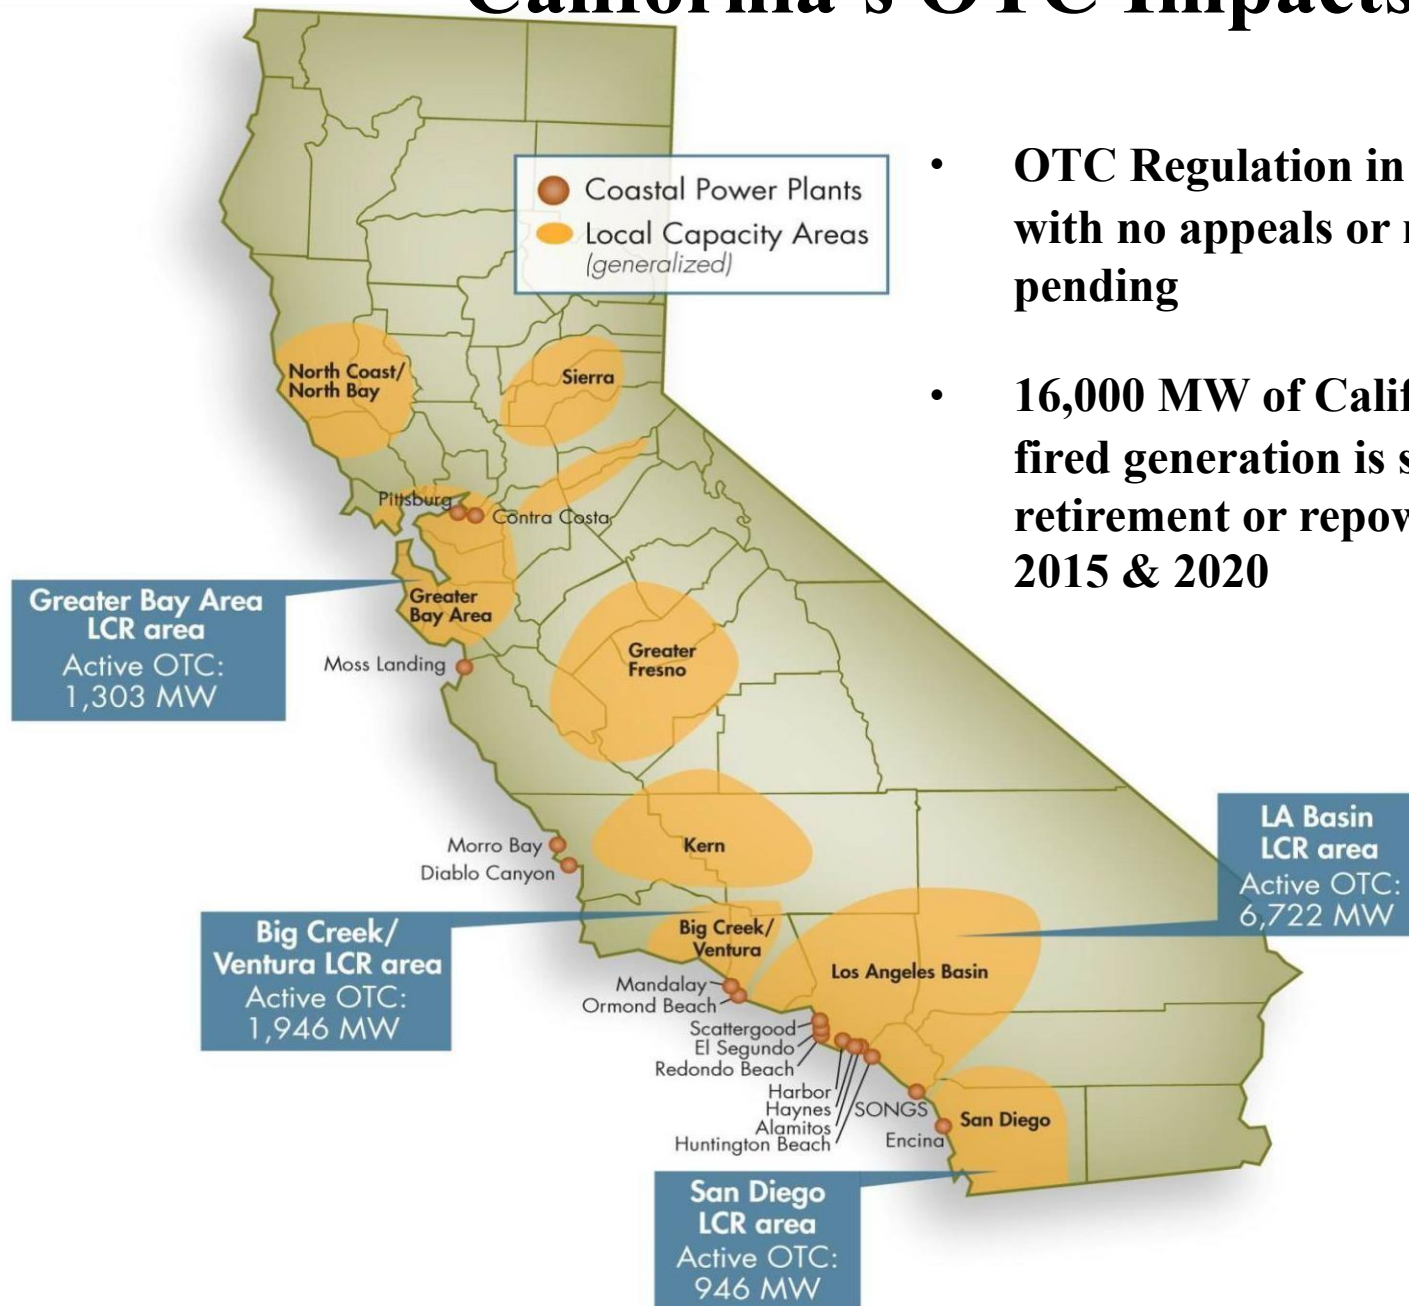 California's OTC Impacts
Coastal Power Plants
Local Capacity Areas
(generalized)
• OTC Regulation in
with no appeals or
pending
• 16,000 MW of
fired generation is
retirement or
2015 & 2020
North Coast/
North Bay
Sierra
Pittsburg
Contra Costa
Greater Bay Area
LCR area
Active OTC:
1,303 MW
Greater
Bay Area
Moss Landing
Greater
Fresno
Morro Bay
Diablo Canyon
Kern
LA Basin
LCR area
Active OTC:
6,722 MW
Big Creek/
Ventura LCR area
Active OTC:
1,946 MW
Big Creek/
Ventura
Los Angeles Basin
Mandalay
Ormond Beach
Scattergood
El Segundo
Redondo Beach
Harbor
Haynes
Alamitos
Huntington Beach
SONGS
Encina
San Diego
San Diego
LCR area
Active OTC:
946 MW